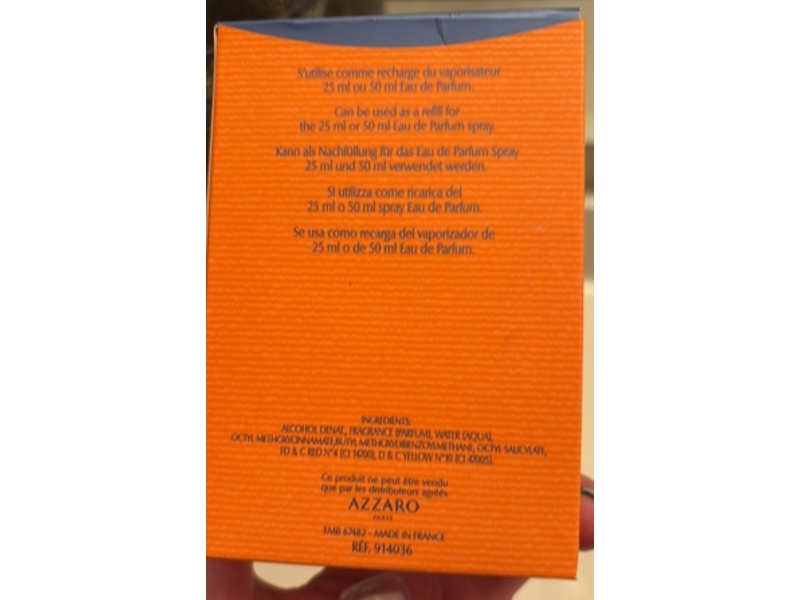 S'utilise comme recharge du vaporisateur
25 ml ou 50 ml Eau de Parfum.
Can be used as a refill for
the 25 ml or 50 ml Eau de Parfum spray.
Kann als Nachfüllung für das Eau de Parfum Spray
25 ml und 50 ml verwendet werden.
Si utilizza come ricarica del
25 ml o 50 ml spray Eau de Parfum.
Se usa como recarga del vaporizador de
25 ml o de 50 ml Eau de Parfum.
INGREDIENTS:
ALCOHOL DENAT., FRAGRANCE (PARFUM), WATER (AQUA),
OCTYL METHOXYCINNAMATE, BUTYL METHOXYDIBENZOYLMETHANE, OCTYL SALICYLATE,
FD & C RED N°4 (CI 14700), D & C YELLOW N°10 (CI 47005).
Ce produit ne peut être vendu
que par les distributeurs agréés
AZZARO
PARIS
EMB 67482 - MADE IN FRANCE
RÉF. 914036